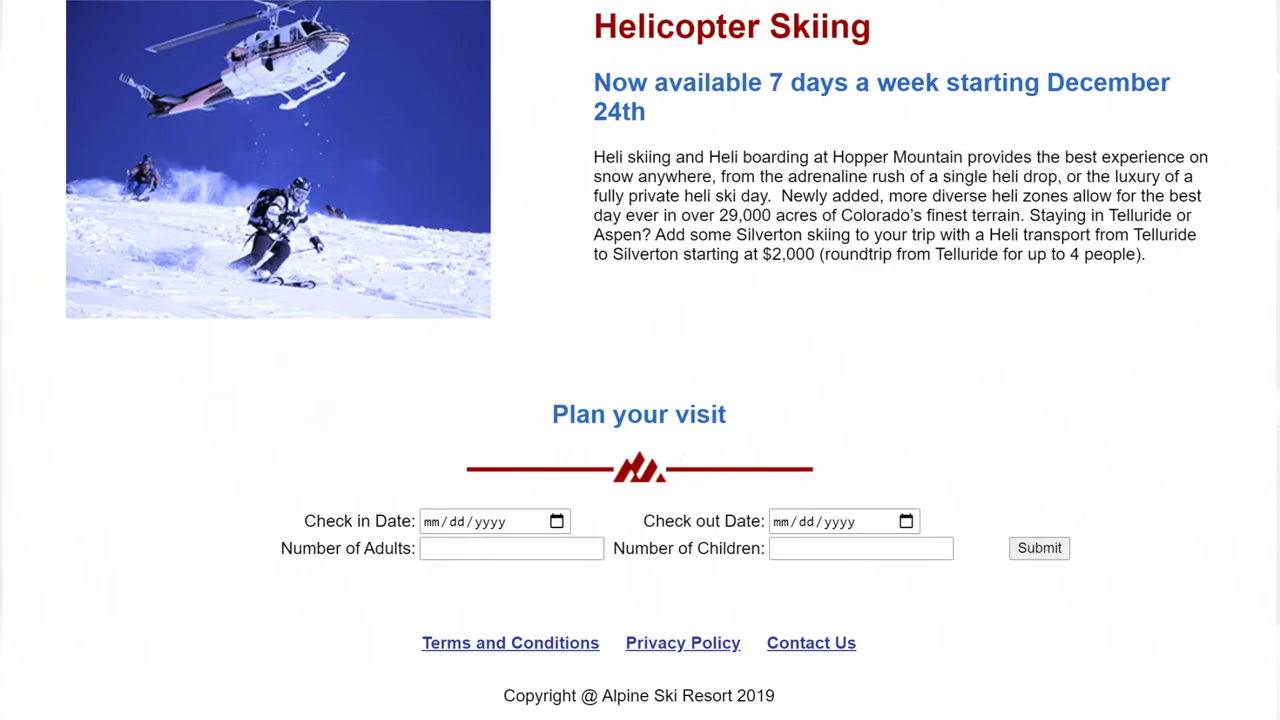 Helicopter Skiing
Now available 7 days a week starting December
24th
Heli skiing and Heli boarding at Hopper Mountain provides the best experience on
snow anywhere, from the adrenaline rush of a single heli drop, or the luxury of a
fully private heli ski day.  Newly added, more diverse heli zones allow for the best
day ever in over 29,000 acres of Colorado’s finest terrain. Staying in Telluride or
Aspen? Add some Silverton skiing to your trip with a Heli transport from Telluride
to Silverton starting at $2,000 (roundtrip from Telluride for up to 4 people).
Plan your visit
Check in Date: mm/dd/yyyy Check out Date: mm/dd/yyyy
Number of Adults: Number of Children: Submit
Terms and Conditions Privacy Policy Contact Us
Copyright @ Alpine Ski Resort 2019